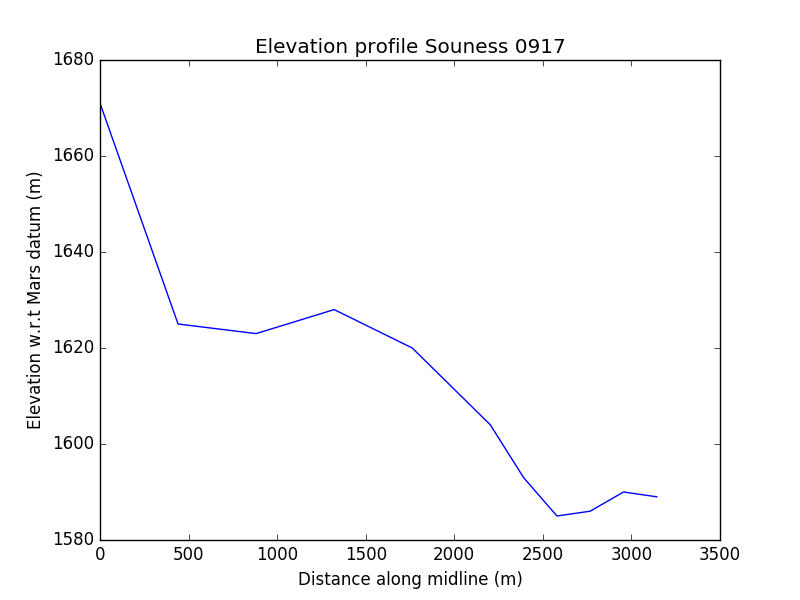 Elevation profile Souness 0917
1680
1660
1640
1620
1600
1580
Elevation w.r.t Mars datum (m)
0 500 1000 1500 2000 2500 3000 3500
Distance along midline (m)